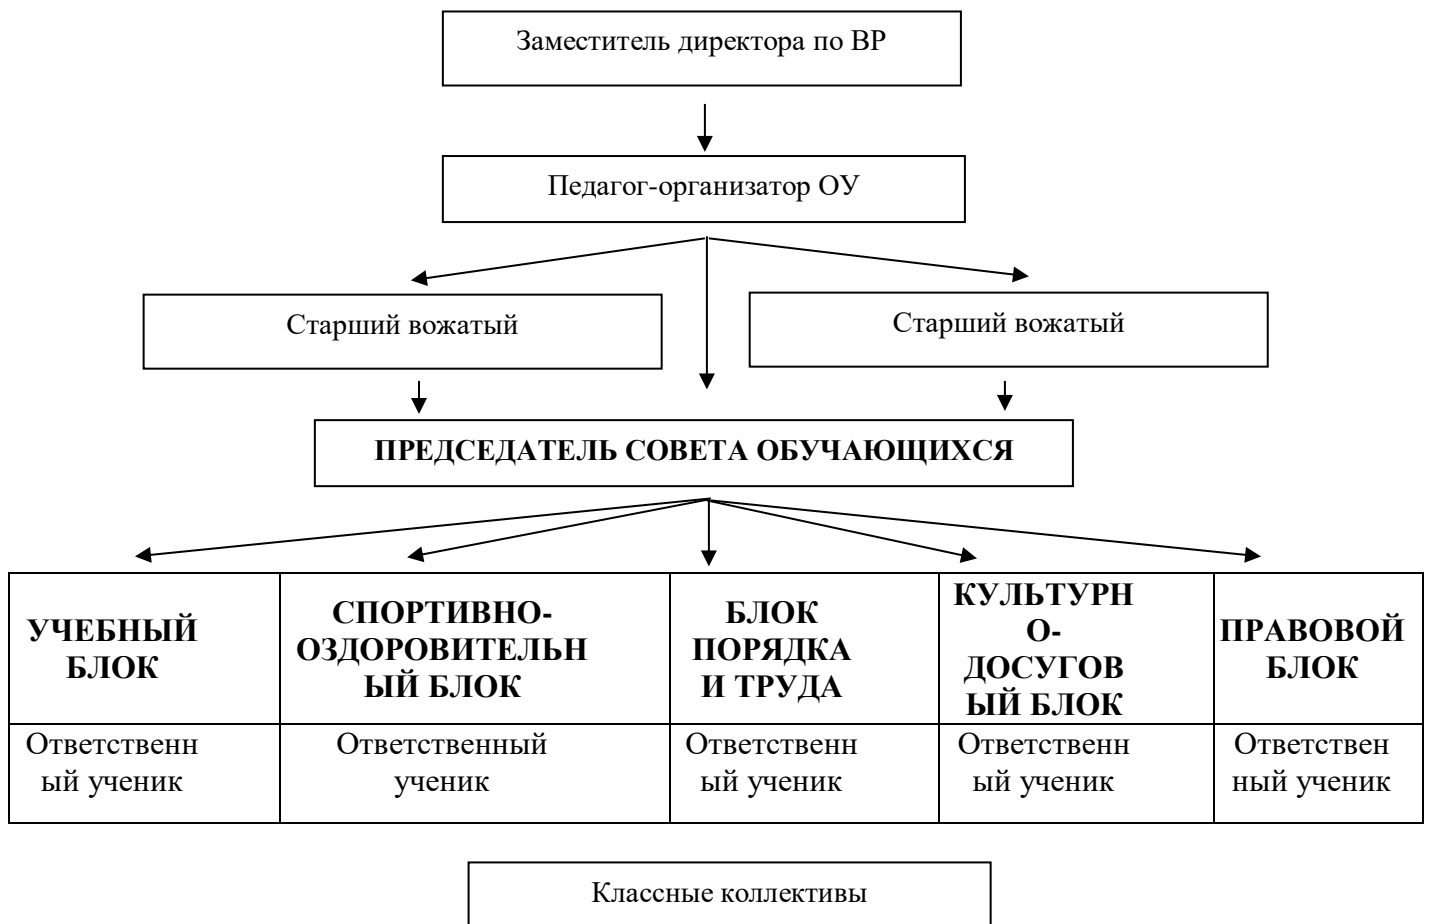 Заместитель директора по ВР
Педагог-организатор ОУ
Старший вожатый
Старший вожатый
ПРЕДСЕДАТЕЛЬ СОВЕТА ОБУЧАЮЩИХСЯ
УЧЕБНЫЙ
БЛОК
СПОРТИВНО-
ОЗДОРОВИТЕЛЬН
ЫЙ БЛОК
БЛОК
ПОРЯДКА
И ТРУДА
КУЛЬТУРН
О-
ДОСУГОВ
ЫЙ БЛОК
ПРАВОВОЙ
БЛОК
Ответственн
ый ученик
Ответственный
ученик
Ответственн
ый ученик
Ответственн
ый ученик
Ответствен
ный ученик
Классные коллективы